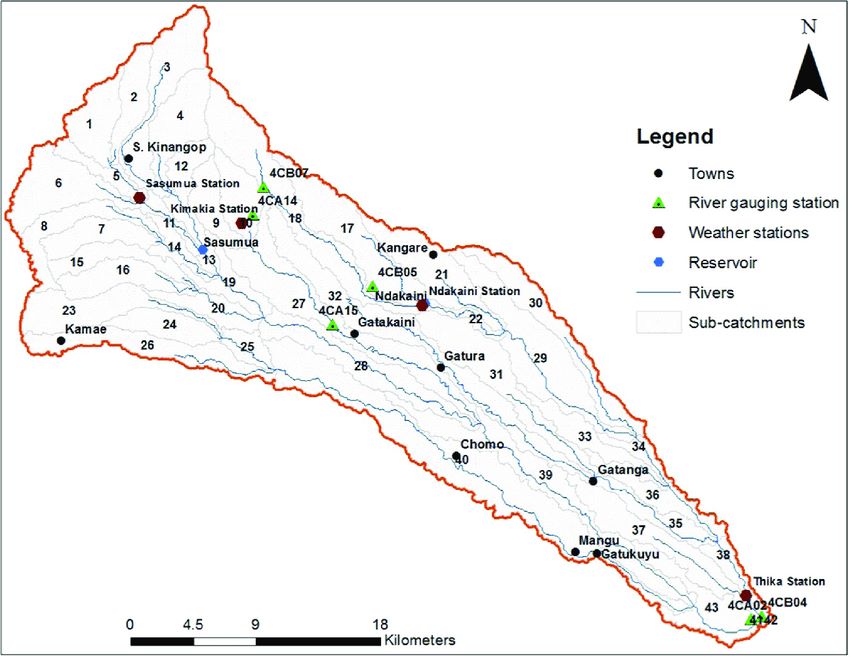 N
Legend
Towns
River gauging station
Weather stations
Reservoir
Rivers
Sub-catchments
3
2
4
1
S. Kinangop
12
5
6
Sasumua Station
4CB07
4CA14
Kimakia Station
9
18
17
8
7
11
14
Sasumua
13
Kangare
15
16
19
4CB05
21
Ndakaini
Ndakaini Station
30
23
20
27
32
4CA15
22
Kamae
24
Gatakaini
26
25
28
Gatura
29
31
Chomo
40
33
34
39
Gatanga
36
35
37
38
Mangu
Gatukuyu
Thika Station
43
4CA02
4CB04
42
0 4.5 9 18
Kilometers